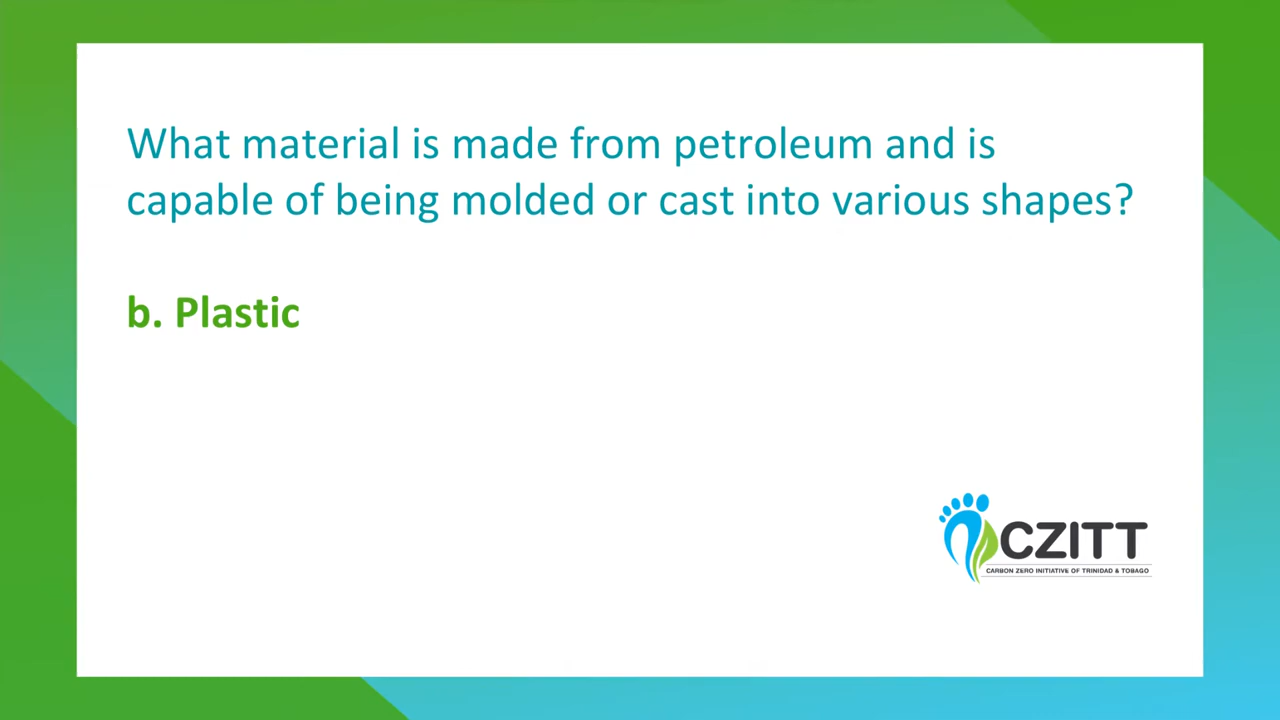 What material is made from petroleum and is
capable of being molded or cast into various shapes?
b. Plastic
CZITT
CARBON ZERO INITIATIVE OF TRINIDAD & TOBAGO